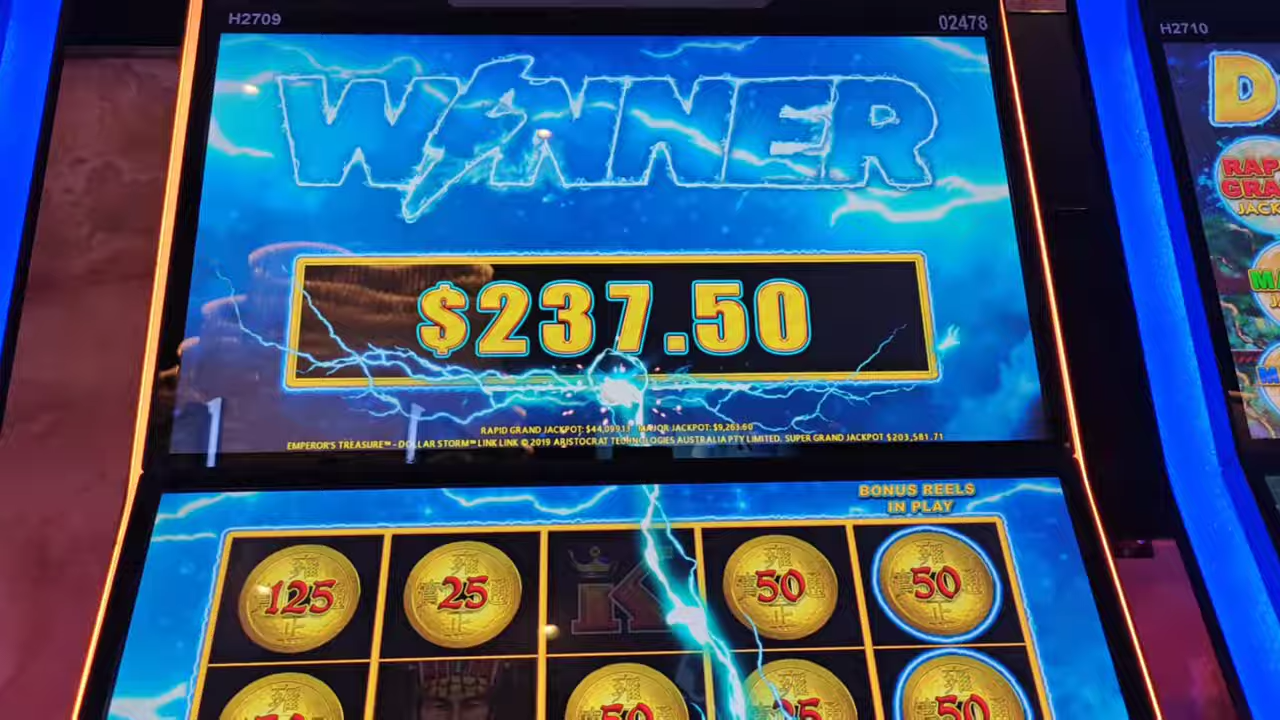 H2709
02478
H2710
WINNER
$237.50
RAPID GRAND JACKPOT: $44,099.13 MAJOR JACKPOT: $9,263.60
EMPEROR'S TREASURE™ - DOLLAR STORM™ LINK LINK © 2019 ARISTOCRAT TECHNOLOGIES AUSTRALIA PTY LIMITED. SUPER GRAND JACKPOT $203,581.71
BONUS REELS
IN PLAY
125
25
K
50
50
50
50
D
JACK